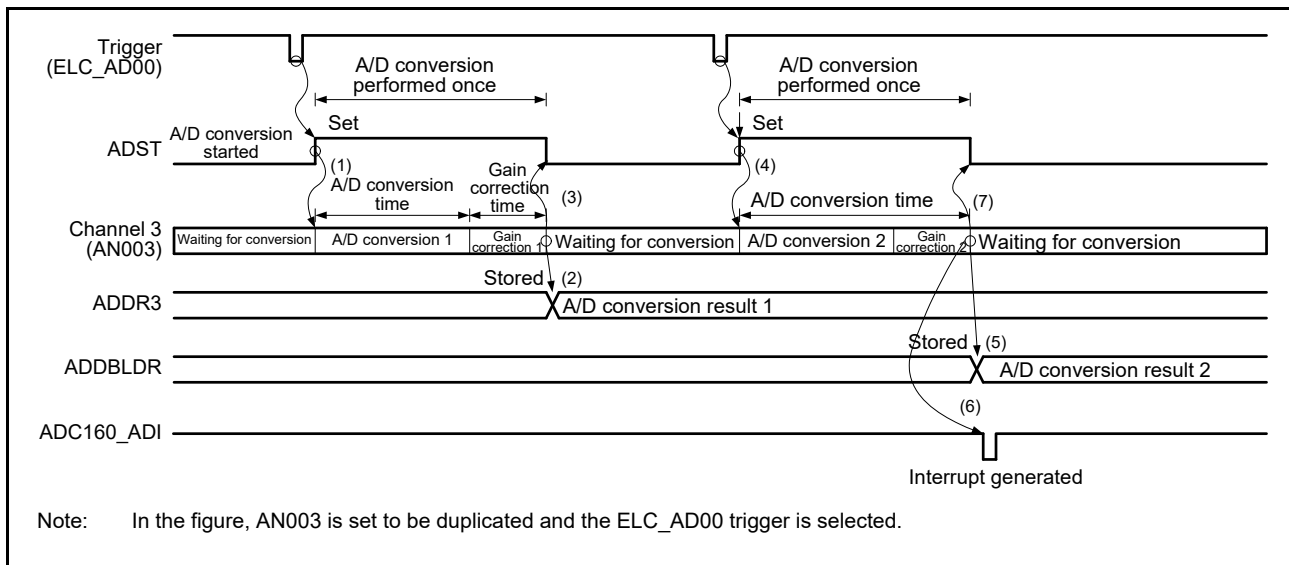 Trigger
(ELC_AD00)
A/D conversion
performed once
A/D conversion
performed once
A/D conversion
started
Set
Set
ADST
(1)
A/D conversion
time
Gain
correction
time
(3)
(4)
A/D conversion time
(7)
Channel 3
(AN003)
Waiting for conversion
A/D conversion 1
Gain
correction 1
Waiting for conversion
A/D conversion 2
Gain
correction 2
Waiting for conversion
Stored
(2)
ADDR3
A/D conversion result 1
Stored
(5)
ADDBLDR
A/D conversion result 2
(6)
ADC160_ADI
Interrupt generated
Note: In the figure, AN003 is set to be duplicated and the ELC_AD00 trigger is selected.